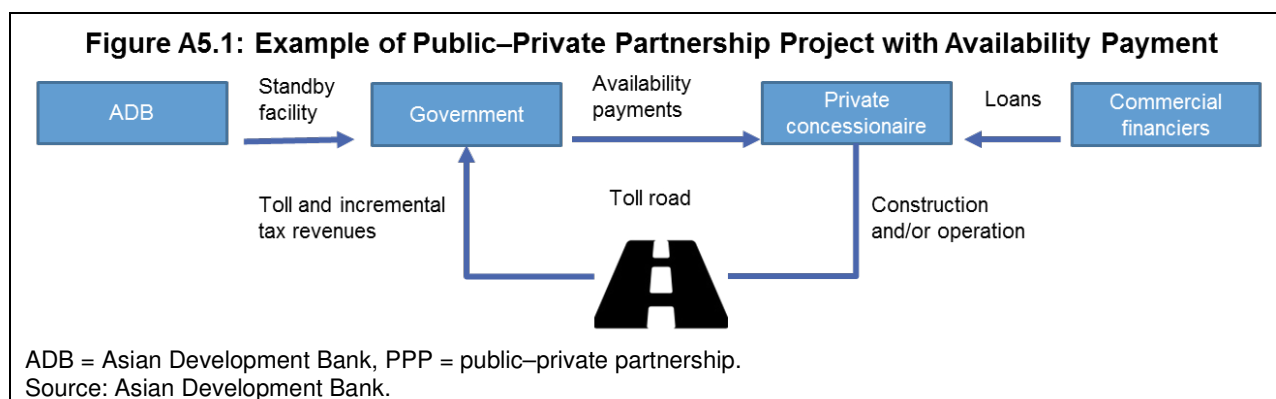 Figure A5.1: Example of Public–Private Partnership Project with Availability Payment
ADB
Standby
facility
Government
Availability
payments
Private
concessionaire
Loans
Commercial
financiers
Toll and incremental
tax revenues
Toll road
Construction
and/or operation
ADB = Asian Development Bank, PPP = public–private partnership.
Source: Asian Development Bank.